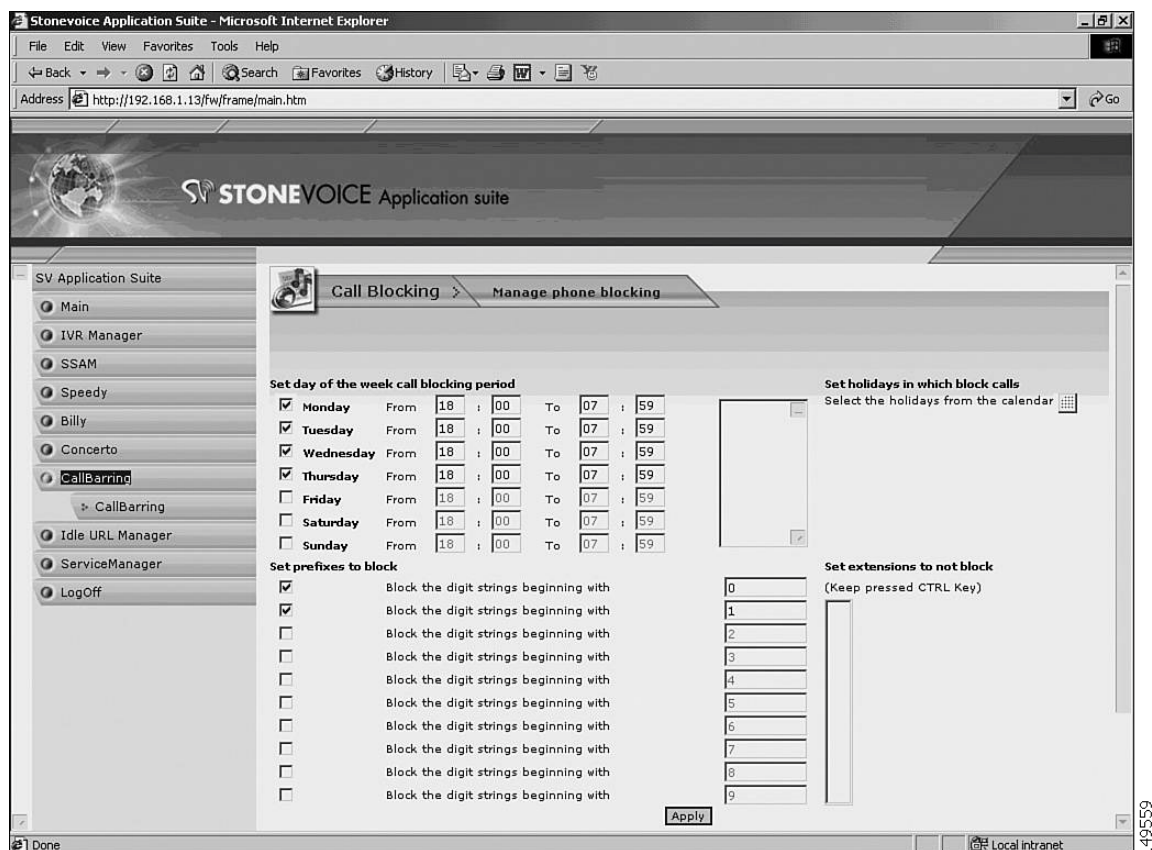 Stonevoice Application Suite - Microsoft Internet Explorer
File Edit View Favorites Tools Help
Back Search Favorites History
Address http://192.168.1.13/fw/frame/main.htm Go
SV STONEVOICE Application suite
SV Application Suite
Main
IVR Manager
SSAM
Speedy
Billy
Concerto
CallBarring
CallBarring
Idle URL Manager
ServiceManager
LogOff
Call Blocking > Manage phone blocking
Set day of the week call blocking period
Monday From 18 : 00 To 07 : 59
Tuesday From 18 : 00 To 07 : 59
Wednesday From 18 : 00 To 07 : 59
Thursday From 18 : 00 To 07 : 59
Friday From 18 : 00 To 07 : 59
Saturday From 18 : 00 To 07 : 59
Sunday From 18 : 00 To 07 : 59
Set holidays in which block calls
Select the holidays from the calendar
Set prefixes to block
Block the digit strings beginning with 0
Block the digit strings beginning with 1
Block the digit strings beginning with 2
Block the digit strings beginning with 3
Block the digit strings beginning with 4
Block the digit strings beginning with 5
Block the digit strings beginning with 6
Block the digit strings beginning with 7
Block the digit strings beginning with 8
Block the digit strings beginning with 9
Set extensions to not block
(Keep pressed CTRL Key)
Apply
Done Local intranet
49559